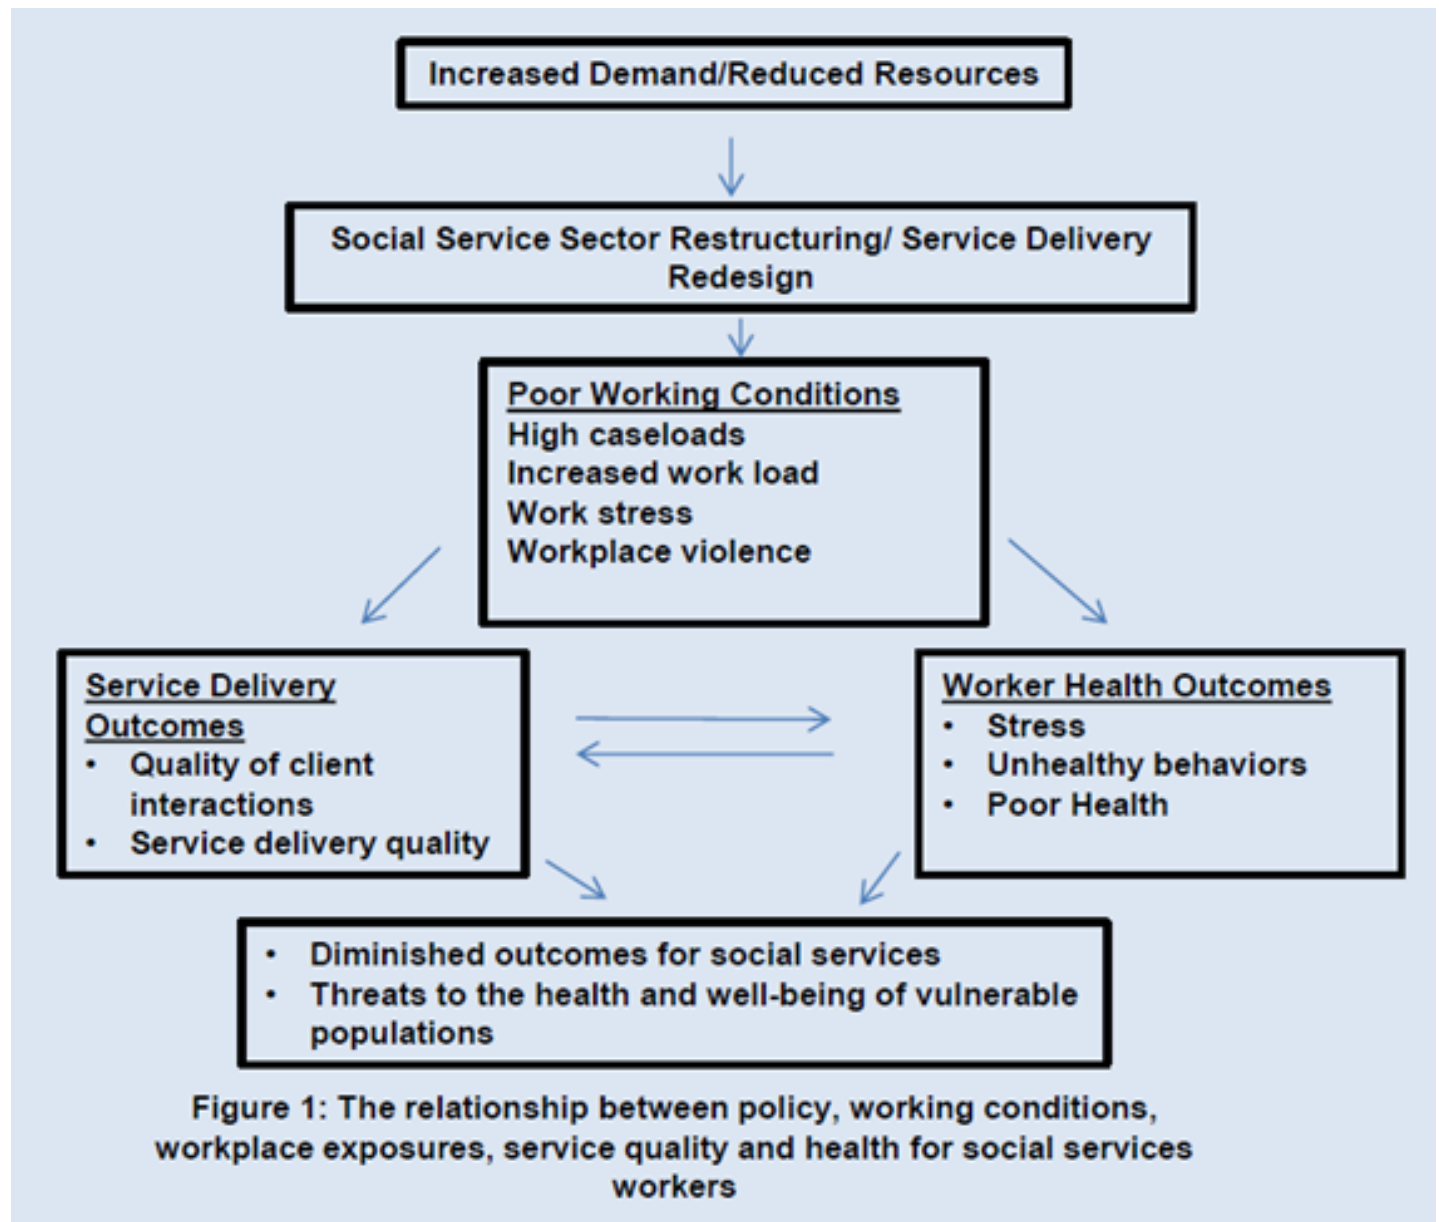 Increased Demand/Reduced Resources
Social Service Sector Restructuring/ Service Delivery
Redesign
Poor Working Conditions
High caseloads
Increased work load
Work stress
Workplace violence
Service Delivery
Outcomes
• Quality of client
interactions
• Service delivery quality
Worker Health Outcomes
• Stress
• Unhealthy behaviors
• Poor Health
• Diminished outcomes for social services
• Threats to the health and well-being of vulnerable
populations
Figure 1: The relationship between policy, working conditions,
workplace exposures, service quality and health for social services
workers